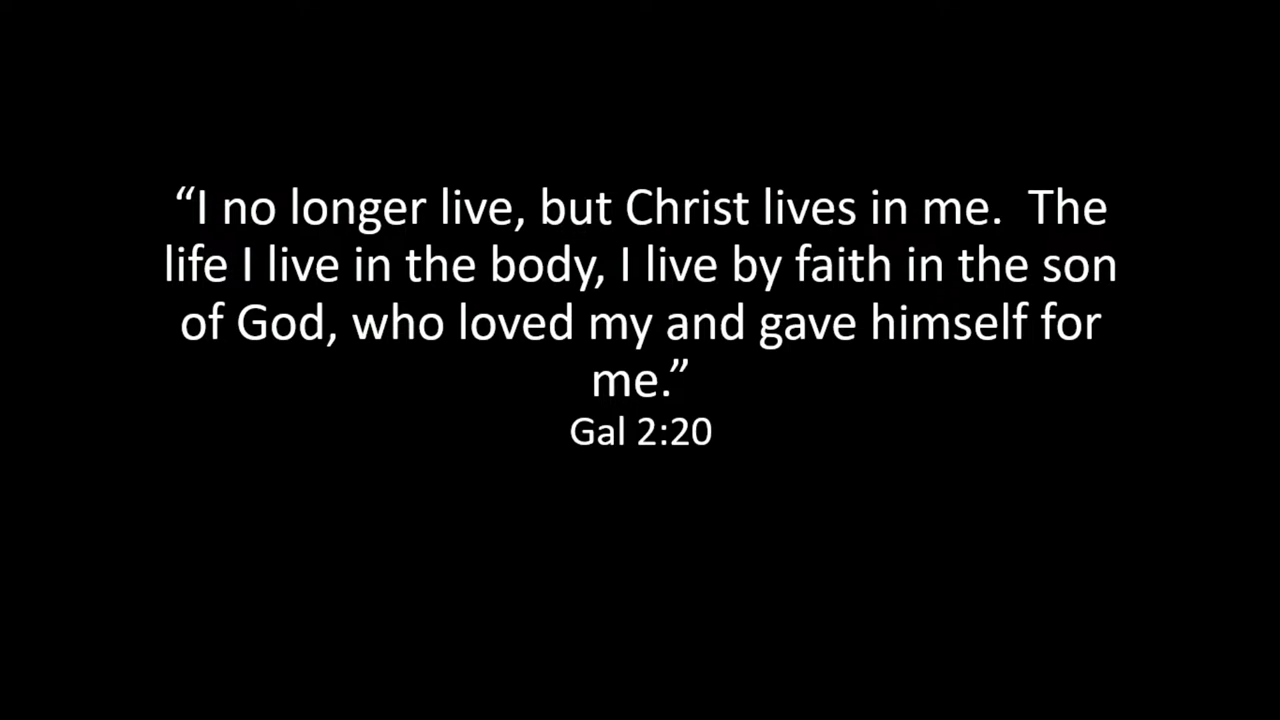 “I no longer live, but Christ lives in me.  The
life I live in the body, I live by faith in the son
of God, who loved my and gave himself for
me.”
Gal 2:20